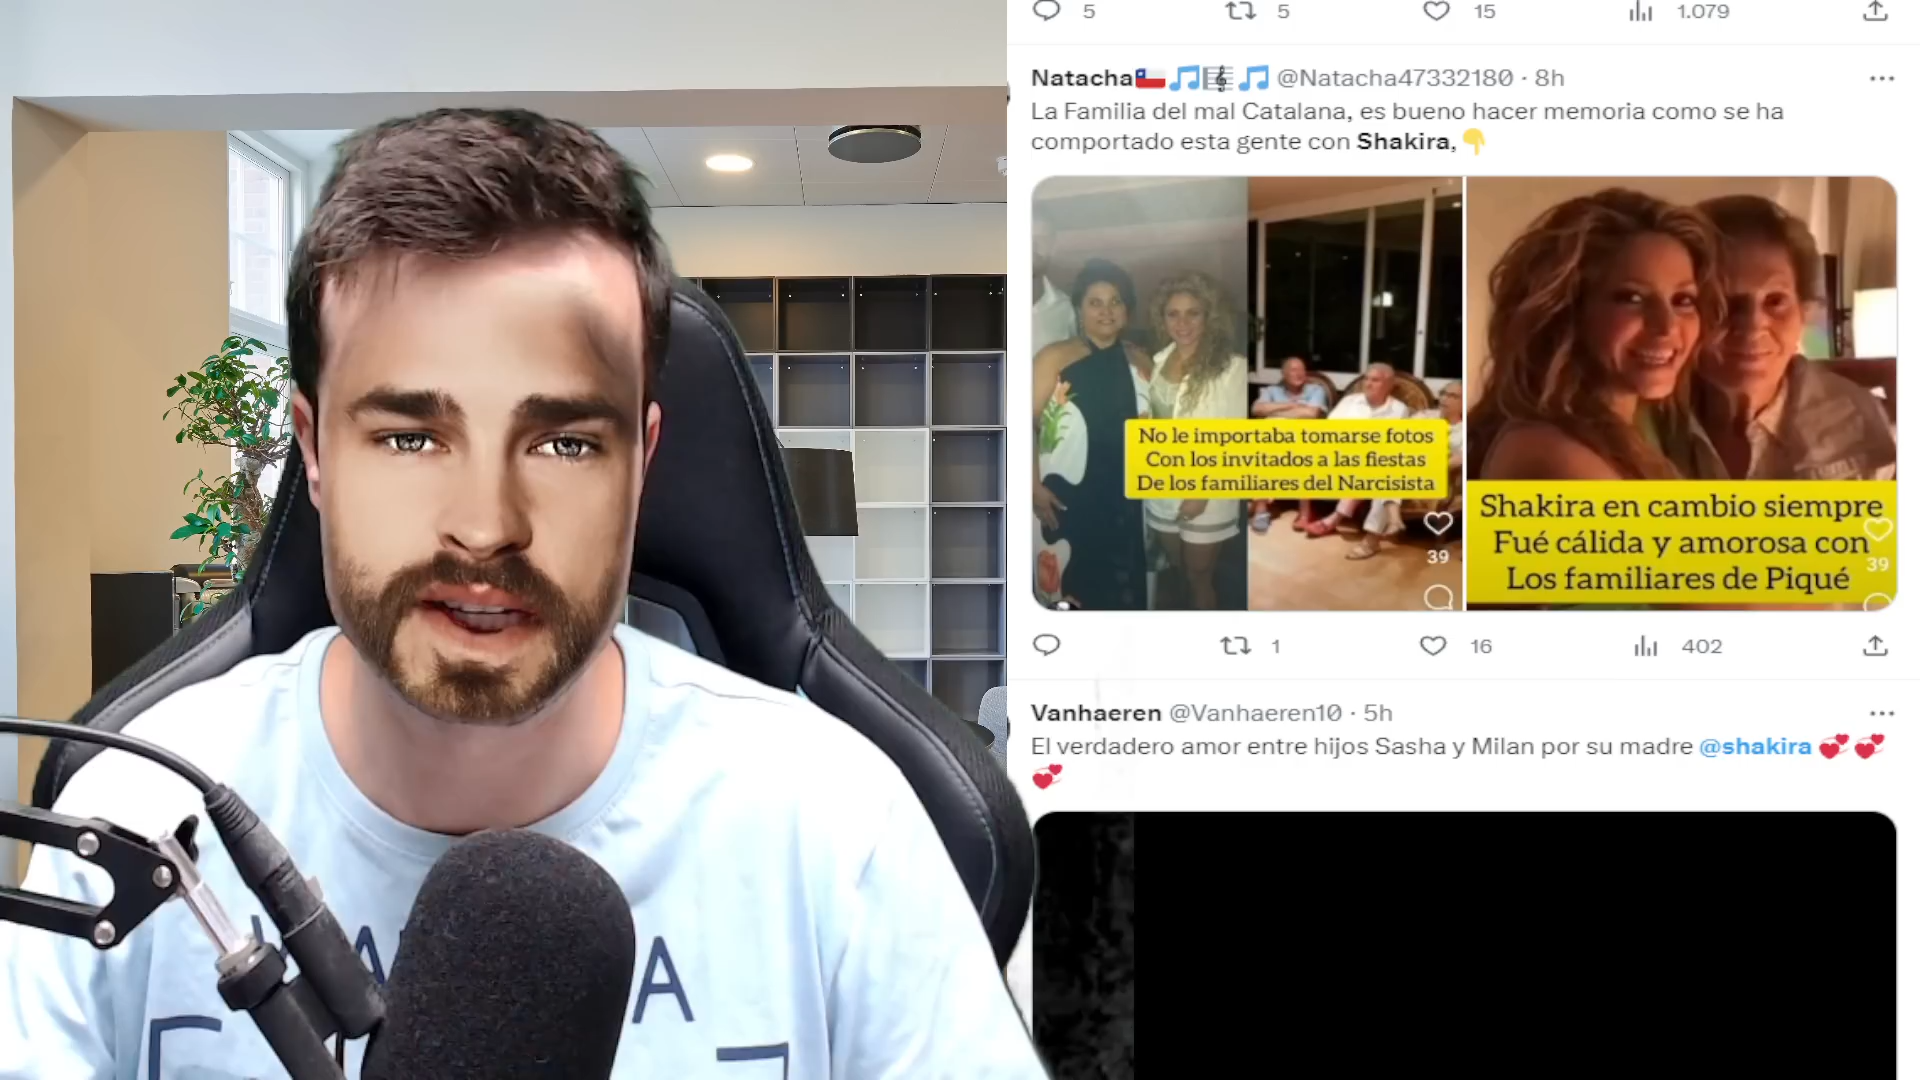 5 5 15 1.079
Natacha🇨🇱🎵🎼🎵 @Natacha47332180 · 8h
La Familia del mal Catalana, es bueno hacer memoria como se ha
comportado esta gente con Shakira,👇
No le importaba tomarse fotos
Con los invitados a las fiestas
De los familiares del Narcisista
39
Shakira en cambio siempre
Fué cálida y amorosa con
Los familiares de Piqué
39
1 16 402
Vanhaeren @Vanhaeren10 · 5h
El verdadero amor entre hijos Sasha y Milan por su madre @shakira 💞💞
💞